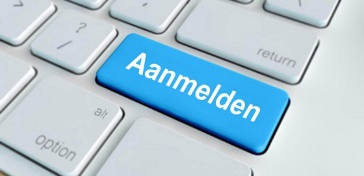 ?
/
return
Aanmelden
alt
option